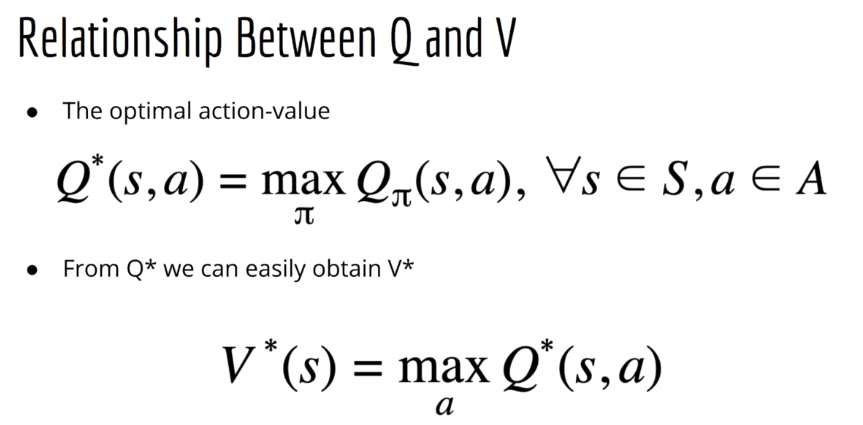 Relationship Between Q and V
● The optimal action-value
Q*(s,a) = max Qπ(s,a), ∀s ∈ S,a ∈ A
π
● From Q* we can easily obtain V*
V*(s) = max Q*(s,a)
a